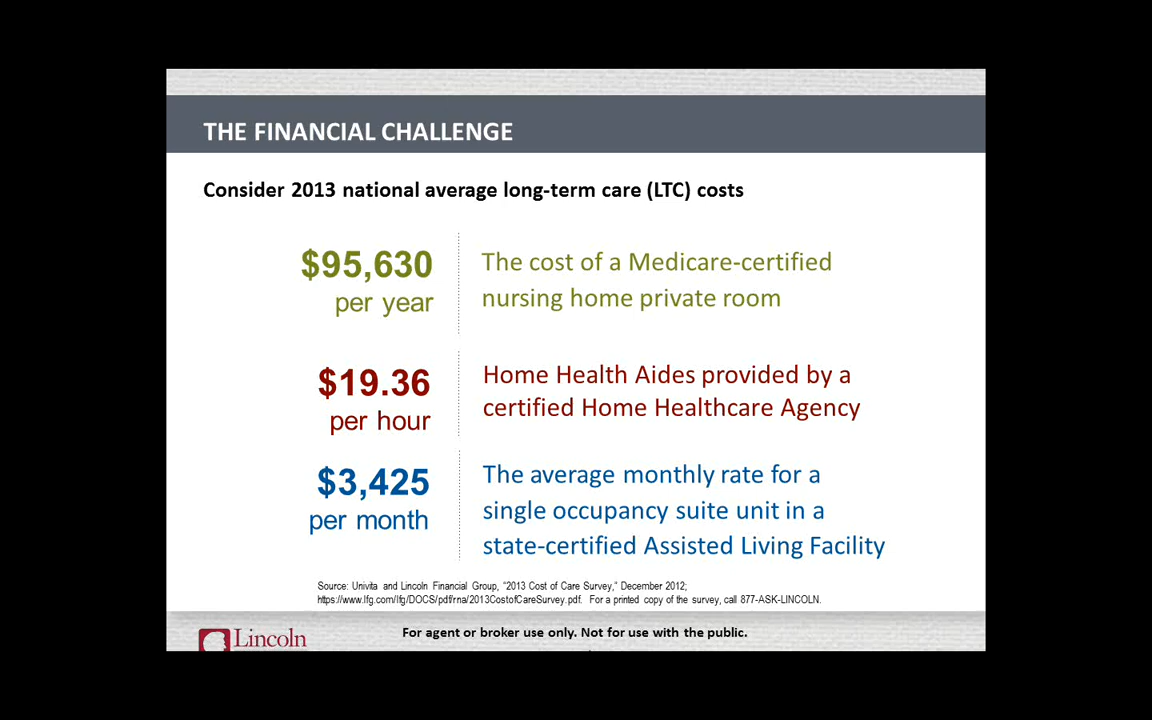 THE FINANCIAL CHALLENGE
Consider 2013 national average long-term care (LTC) costs
$95,630
per year
The cost of a Medicare-certified
nursing home private room
$19.36
per hour
Home Health Aides provided by a
certified Home Healthcare Agency
$3,425
per month
The average monthly rate for a
single occupancy suite unit in a
state-certified Assisted Living Facility
Source: Univita and Lincoln Financial Group, "2013 Cost of Care Survey," December 2012;
https://www.lfg.com/lfg/DOCS/pdf/rna/2013CostofCareSurvey.pdf. For a printed copy of the survey, call 877-ASK-LINCOLN.
Lincoln
For agent or broker use only. Not for use with the public.